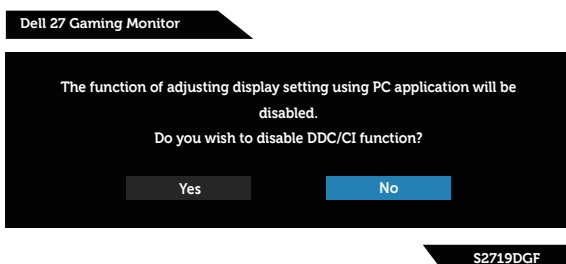 Dell 27 Gaming Monitor
The function of adjusting display setting using PC application will be
disabled.
Do you wish to disable DDC/CI function?
Yes
No
S2719DGF